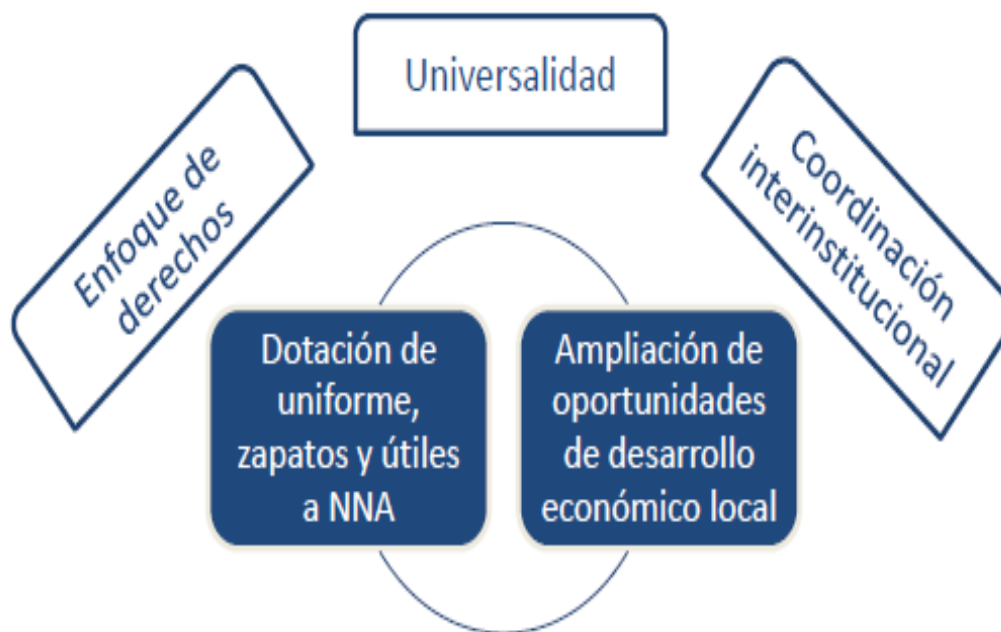 Universalidad
Enfoque de
derechos
Coordinación
interinstitucional
Dotación de
uniforme,
zapatos y útiles
a NNA
Ampliación de
oportunidades
de desarrollo
económico local